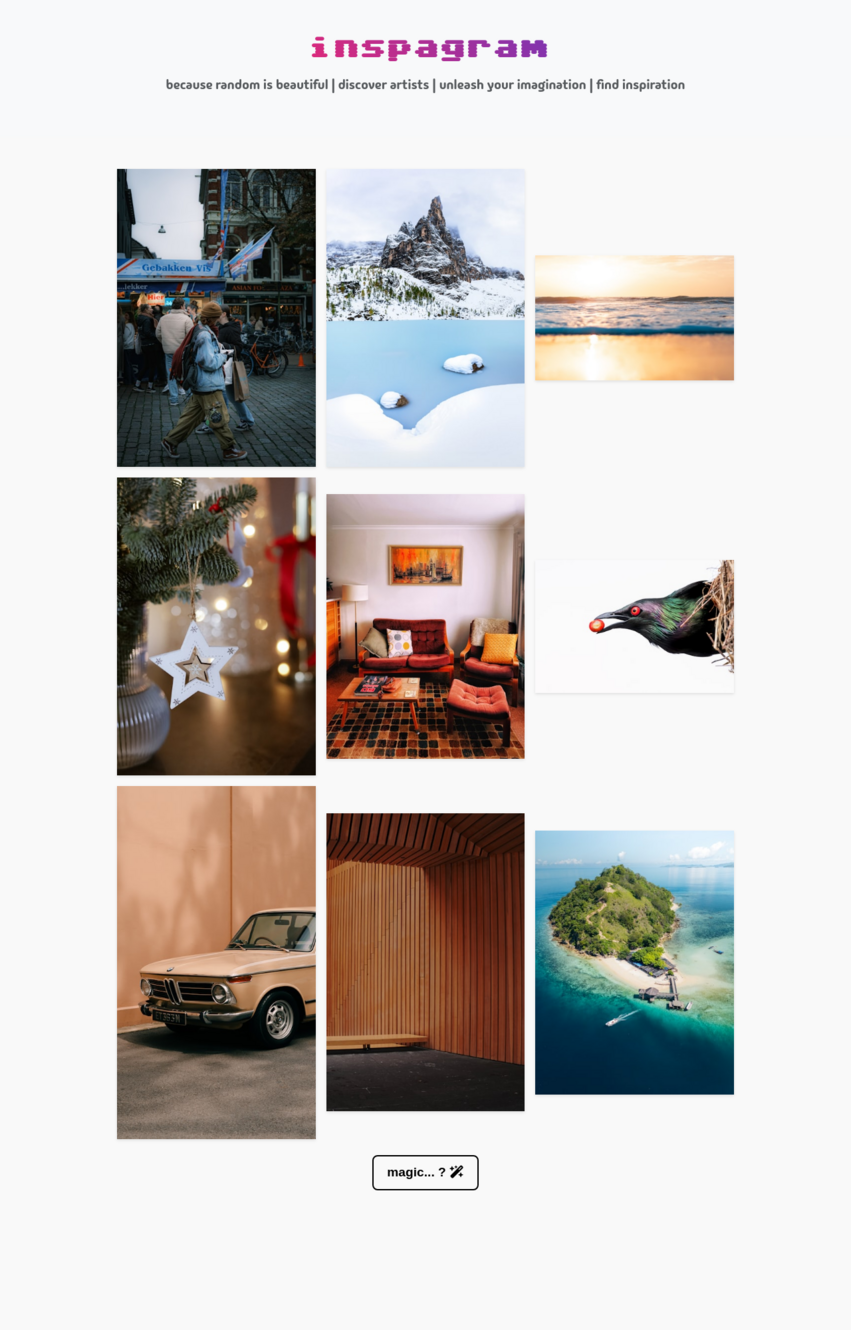 inspagram
because random is beautiful | discover artists | unleash your imagination | find inspiration
Gebakken Vis
lekker
magic... ?